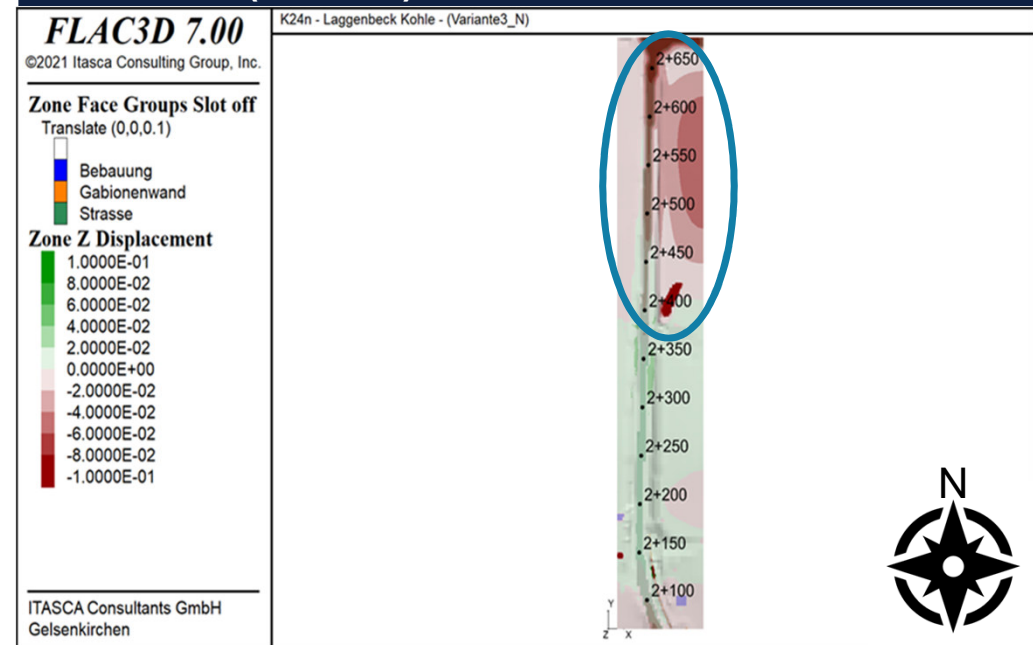 FLAC3D 7.00
©2021 Itasca Consulting Group, Inc.
Zone Face Groups Slot off
Translate (0,0,0.1)
Bebauung
Gabionenwand
Strasse
Zone Z Displacement
1.0000E-01
8.0000E-02
6.0000E-02
4.0000E-02
2.0000E-02
0.0000E+00
-2.0000E-02
-4.0000E-02
-6.0000E-02
-8.0000E-02
-1.0000E-01
ITASCA Consultants GmbH
Gelsenkirchen
K24n - Laggenbeck Kohle - (Variante3_N)
2+650
2+600
2+550
2+500
2+450
2+400
2+350
2+300
2+250
2+200
2+150
2+100
Y
Z X
N